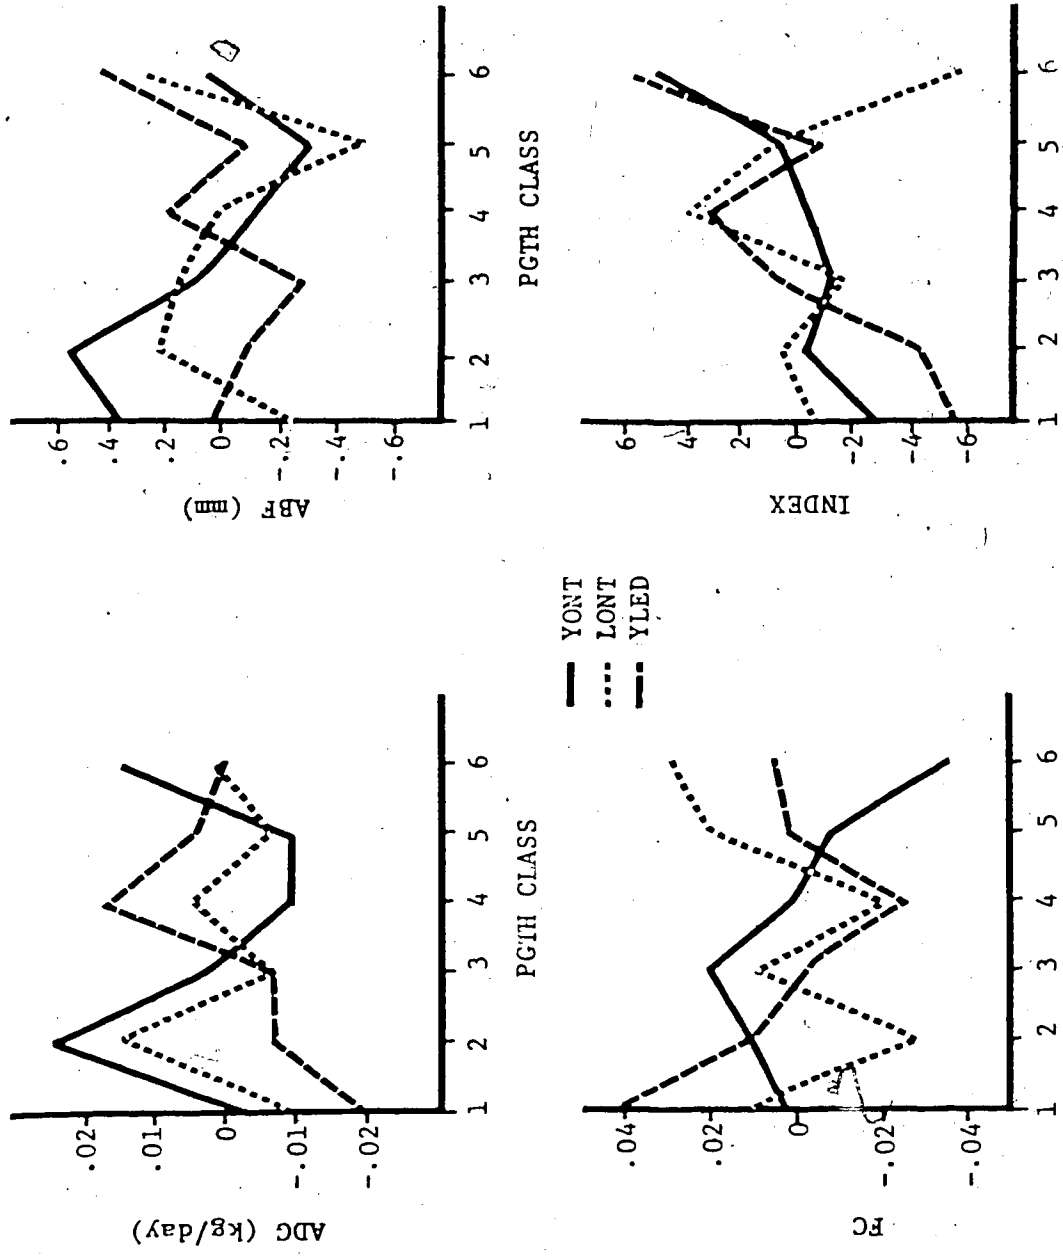 ADG (kg/day)
.02
.01
0
-.01
-.02
1 2 3 4 5 6
PGTH CLASS
ABF (mm)
.6
.4
.2
0
-.2
-.4
-.6
1 2 3 4 5 6
PGTH CLASS
YONT
LONT
YLED
FC
.04
.02
0
-.02
-.04
1 2 3 4 5 6
INDEX
6
4
2
0
-2
-4
-6
1 2 3 4 5 6